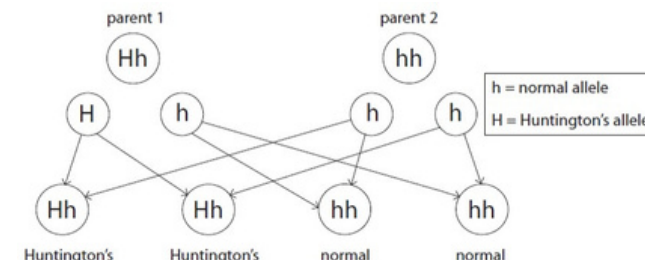 parent 1
parent 2
Hh
hh
H
h
h
h
h = normal allele
H = Huntington's allele
Hh
Hh
hh
hh
Huntington's
Huntington's
normal
normal